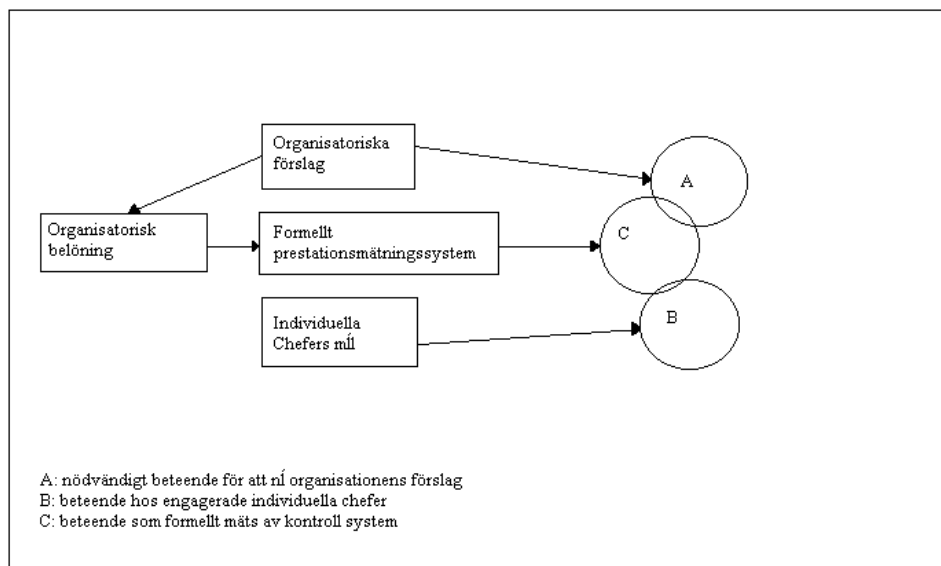 Organisatoriska
förslag
A
Organisatorisk
belöning
Formellt
prestationsmätningssystem
C
Individuella
Chefers mĺl
B
A: nödvändigt beteende för att nĺ organisationens förslag
B: beteende hos engagerade individuella chefer
C: beteende som formellt mäts av kontroll system